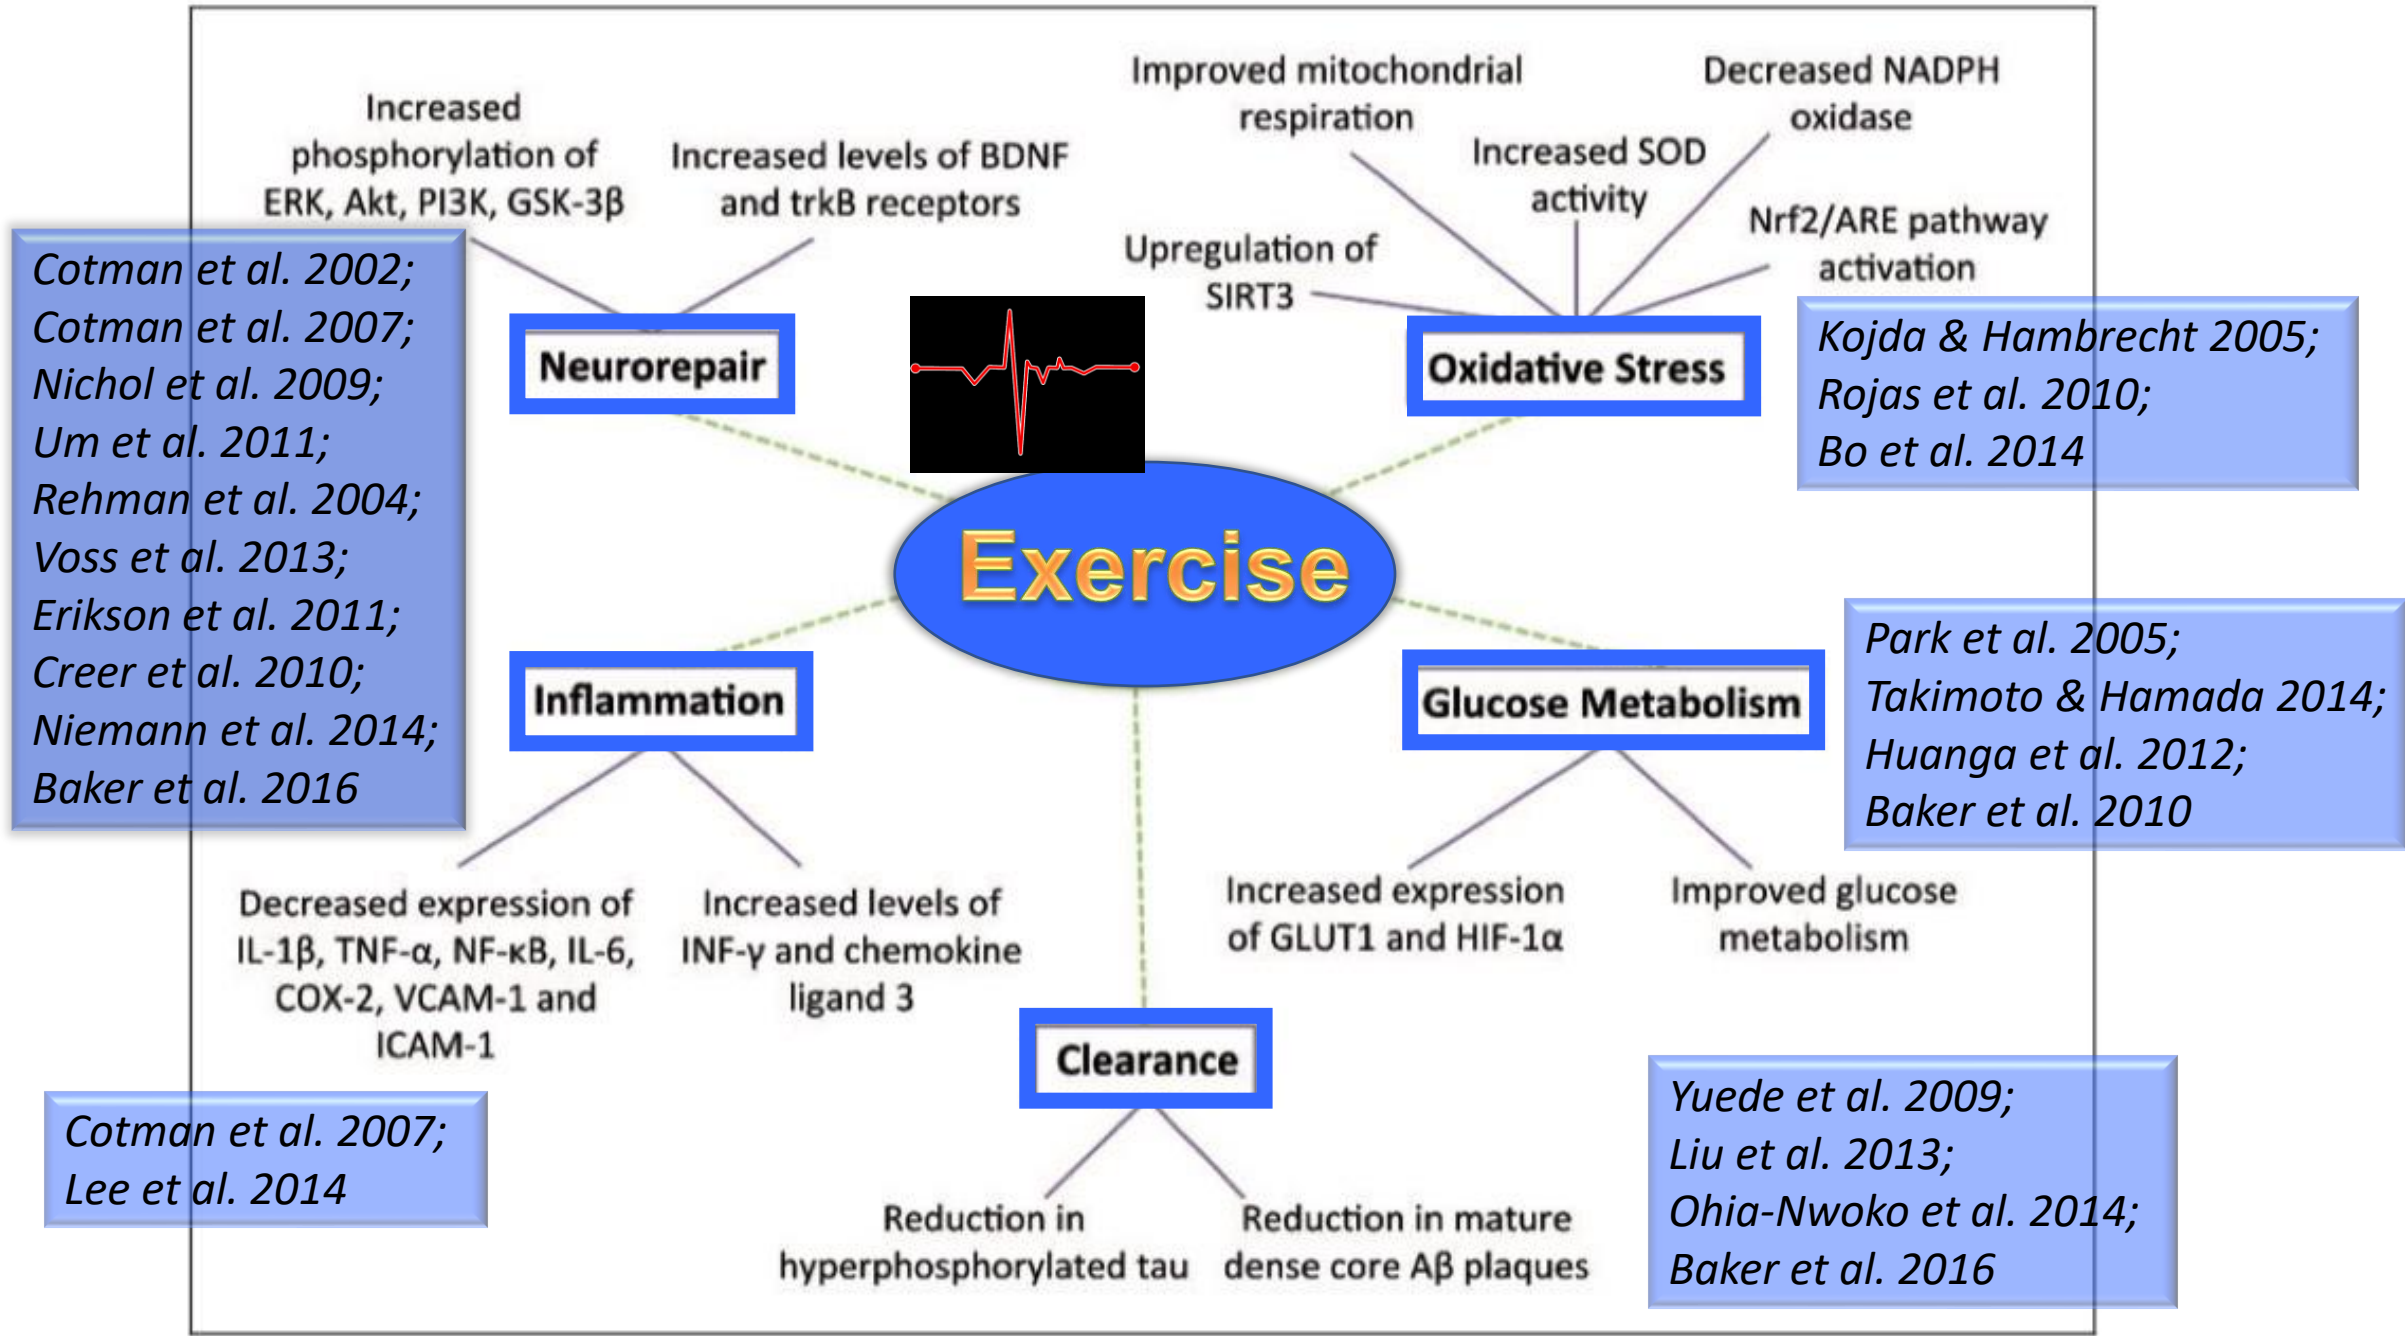 Increased
phosphorylation of
ERK, Akt, PI3K, GSK-3β
Increased levels of BDNF
and trkB receptors
Neurorepair
Cotman et al. 2002;
Cotman et al. 2007;
Nichol et al. 2009;
Um et al. 2011;
Rehman et al. 2004;
Voss et al. 2013;
Erikson et al. 2011;
Creer et al. 2010;
Niemann et al. 2014;
Baker et al. 2016
Improved mitochondrial
respiration
Decreased NADPH
oxidase
Increased SOD
activity
Upregulation of
SIRT3
Nrf2/ARE pathway
activation
Oxidative Stress
Kojda & Hambrecht 2005;
Rojas et al. 2010;
Bo et al. 2014
Exercise
Inflammation
Decreased expression of
IL-1β, TNF-α, NF-κB, IL-6,
COX-2, VCAM-1 and
ICAM-1
Increased levels of
INF-γ and chemokine
ligand 3
Cotman et al. 2007;
Lee et al. 2014
Glucose Metabolism
Park et al. 2005;
Takimoto & Hamada 2014;
Huanga et al. 2012;
Baker et al. 2010
Increased expression
of GLUT1 and HIF-1α
Improved glucose
metabolism
Clearance
Reduction in
hyperphosphorylated tau
Reduction in mature
dense core Aβ plaques
Yuede et al. 2009;
Liu et al. 2013;
Ohia-Nwoko et al. 2014;
Baker et al. 2016